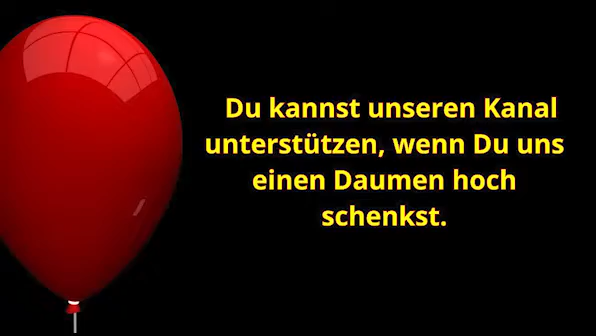 Du kannst unseren Kanal
unterstützen, wenn Du uns
einen Daumen hoch
schenkst.